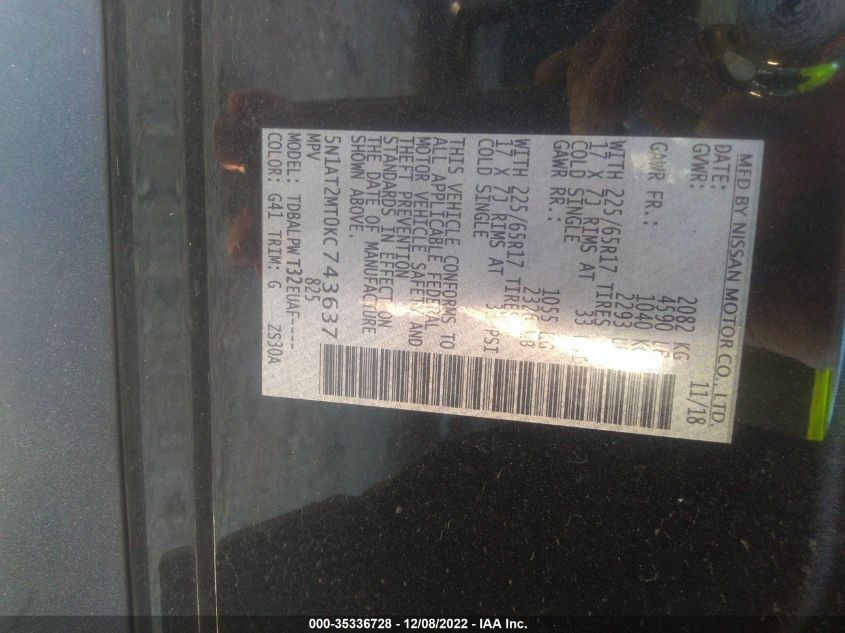 MFD BY NISSAN MOTOR CO., LTD.
DATE: 11/18
GVWR: 2082 KG
4590 LB
GAWR FR.: 1040 KG
2293
WITH 225/65R17 TIRES
17 X 7J RIMS AT 33
COLD SINGLE
GAWR RR.: 1055 KG
LB
WITH 225/65R17 TIRES
17 X 7J RIMS AT PSI
COLD SINGLE
THIS VEHICLE CONFORMS TO
ALL APPLICABLE FEDERAL
MOTOR VEHICLE SAFETY AND
THEFT PREVENTION
STANDARDS IN EFFECT ON
THE DATE OF MANUFACTURE
SHOWN ABOVE.
5N1AT2MT0KC743637
MPV 825
MODEL: TDBALPWT32EUAF----
COLOR: G41 TRIM: G ZS30A
000-35336728 - 12/08/2022 - IAA Inc.